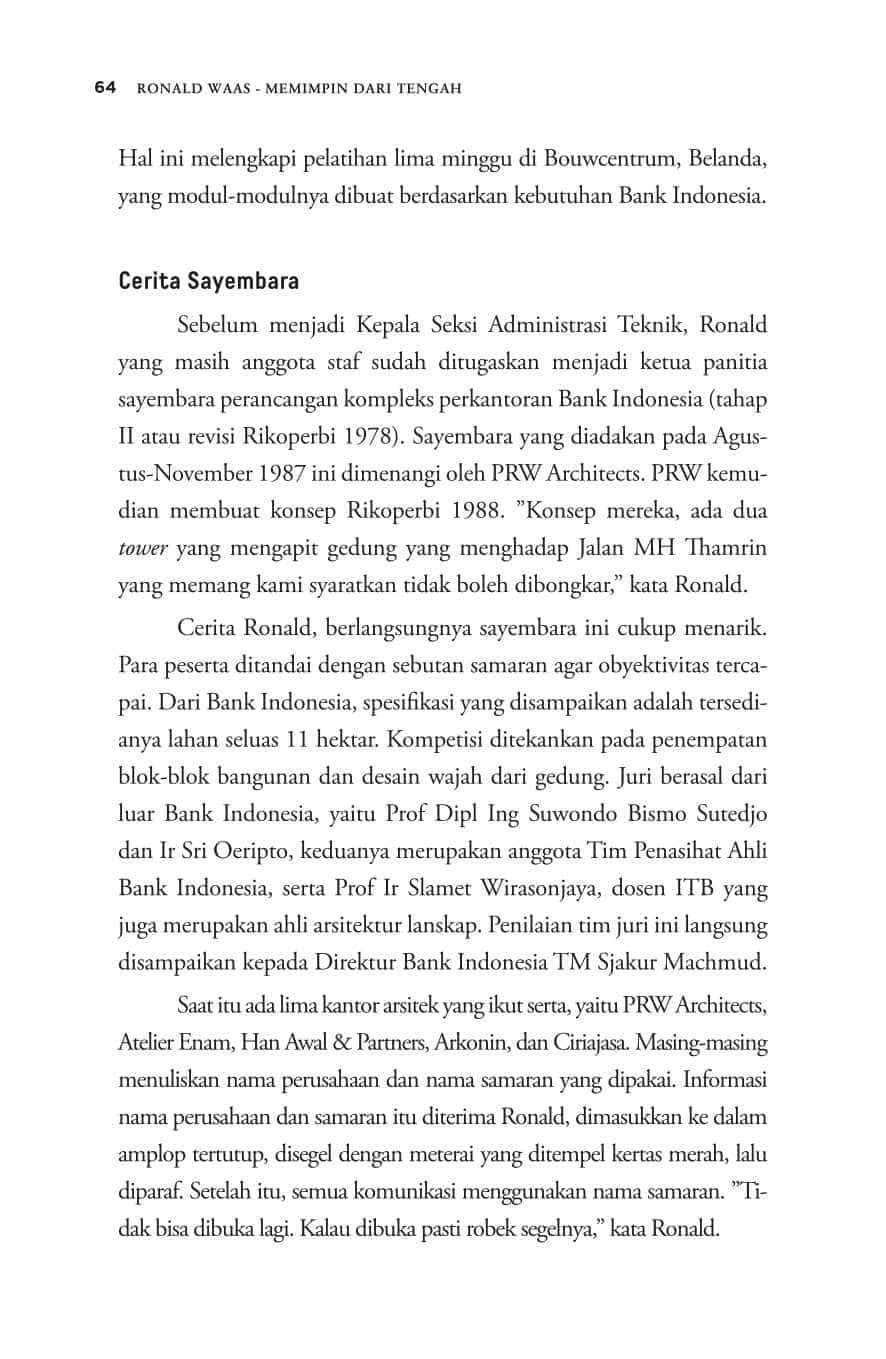 64 RONALD WAAS - MEMIMPIN DARI TENGAH
Hal ini melengkapi pelatihan lima minggu di Bouwcentrum, Belanda,
yang modul-modulnya dibuat berdasarkan kebutuhan Bank Indonesia.
Cerita Sayembara
Sebelum menjadi Kepala Seksi Administrasi Teknik, Ronald
yang masih anggota staf sudah ditugaskan menjadi ketua panitia
sayembara perancangan kompleks perkantoran Bank Indonesia (tahap
II atau revisi Rikoperbi 1978). Sayembara yang diadakan pada Agus-
tus-November 1987 ini dimenangi oleh PRW Architects. PRW kemu-
dian membuat konsep Rikoperbi 1988. ”Konsep mereka, ada dua
tower yang mengapit gedung yang menghadap Jalan MH Thamrin
yang memang kami syaratkan tidak boleh dibongkar,” kata Ronald.
Cerita Ronald, berlangsungnya sayembara ini cukup menarik.
Para peserta ditandai dengan sebutan samaran agar obyektivitas terca-
pai. Dari Bank Indonesia, spesifikasi yang disampaikan adalah tersedi-
anya lahan seluas 11 hektar. Kompetisi ditekankan pada penempatan
blok-blok bangunan dan desain wajah dari gedung. Juri berasal dari
luar Bank Indonesia, yaitu Prof Dipl Ing Suwondo Bismo Sutedjo
dan Ir Sri Oeripto, keduanya merupakan anggota Tim Penasihat Ahli
Bank Indonesia, serta Prof Ir Slamet Wirasonjaya, dosen ITB yang
juga merupakan ahli arsitektur lanskap. Penilaian tim juri ini langsung
disampaikan kepada Direktur Bank Indonesia TM Sjakur Machmud.
Saat itu ada lima kantor arsitek yang ikut serta, yaitu PRW Architects,
Atelier Enam, Han Awal & Partners, Arkonin, dan Ciriajasa. Masing-masing
menuliskan nama perusahaan dan nama samaran yang dipakai. Informasi
nama perusahaan dan samaran itu diterima Ronald, dimasukkan ke dalam
amplop tertutup, disegel dengan meterai yang ditempel kertas merah, lalu
diparaf. Setelah itu, semua komunikasi menggunakan nama samaran. ”Ti-
dak bisa dibuka lagi. Kalau dibuka pasti robek segelnya,” kata Ronald.